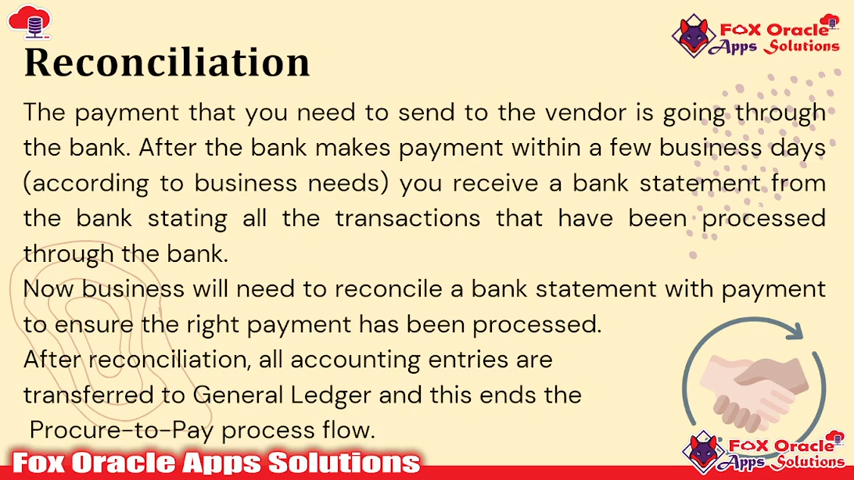 Fox Oracle
Apps Solutions
Reconciliation
The payment that you need to send to the vendor is going through
the bank. After the bank makes payment within a few business days
(according to business needs) you receive a bank statement from
the bank stating all the transactions that have been processed
through the bank.
Now business will need to reconcile a bank statement with payment
to ensure the right payment has been processed.
After reconciliation, all accounting entries are
transferred to General Ledger and this ends the
Procure-to-Pay process flow.
Fox Oracle
Apps Solutions
Fox Oracle Apps Solutions